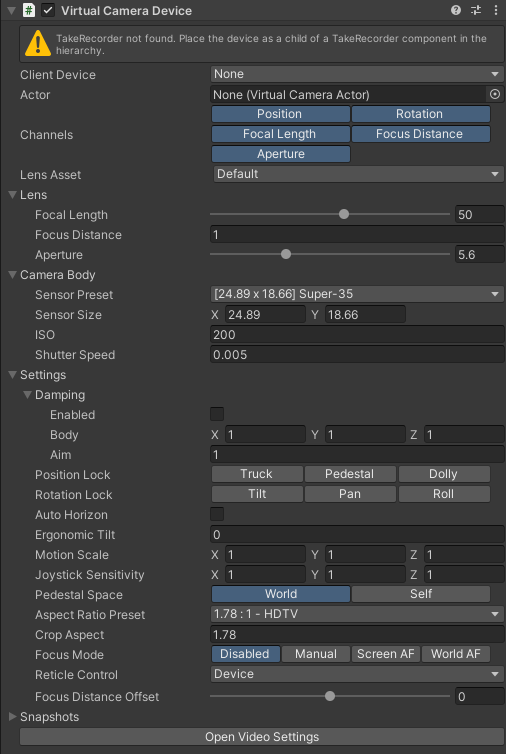 Virtual Camera Device
TakeRecorder not found. Place the device as a child of a TakeRecorder component in the
hierarchy.
Client Device None
Actor None (Virtual Camera Actor)
Position Rotation
Channels Focal Length Focus Distance
Aperture
Lens Asset Default
Lens
Focal Length 50
Focus Distance 1
Aperture 5.6
Camera Body
Sensor Preset [24.89 x 18.66] Super-35
Sensor Size X 24.89 Y 18.66
ISO 200
Shutter Speed 0.005
Settings
Damping
Enabled
Body X 1 Y 1 Z 1
Aim 1
Position Lock Truck Pedestal Dolly
Rotation Lock Tilt Pan Roll
Auto Horizon
Ergonomic Tilt 0
Motion Scale X 1 Y 1 Z 1
Joystick Sensitivity X 1 Y 1 Z 1
Pedestal Space World Self
Aspect Ratio Preset 1.78 : 1 - HDTV
Crop Aspect 1.78
Focus Mode Disabled Manual Screen AF World AF
Reticle Control Device
Focus Distance Offset 0
Snapshots
Open Video Settings